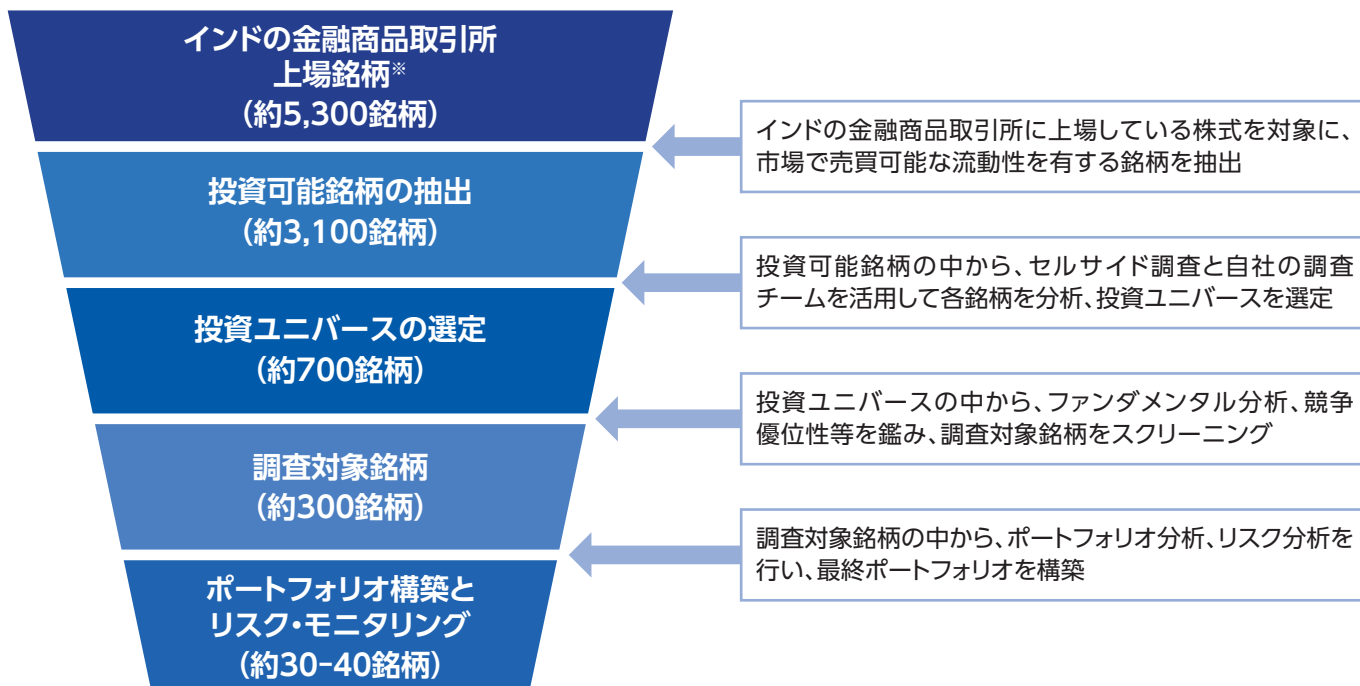 インドの金融商品取引所
上場銘柄※
(約5,300銘柄)
インドの金融商品取引所に上場している株式を対象に、
市場で売買可能な流動性を有する銘柄を抽出
投資可能銘柄の抽出
(約3,100銘柄)
投資可能銘柄の中から、セルサイド調査と自社の調査
チームを活用して各銘柄を分析、投資ユニバースを選定
投資ユニバースの選定
(約700銘柄)
投資ユニバースの中から、ファンダメンタル分析、競争
優位性等を鑑み、調査対象銘柄をスクリーニング
調査対象銘柄
(約300銘柄)
調査対象銘柄の中から、ポートフォリオ分析、リスク分析を
行い、最終ポートフォリオを構築
ポートフォリオ構築と
リスク・モニタリング
(約30-40銘柄)